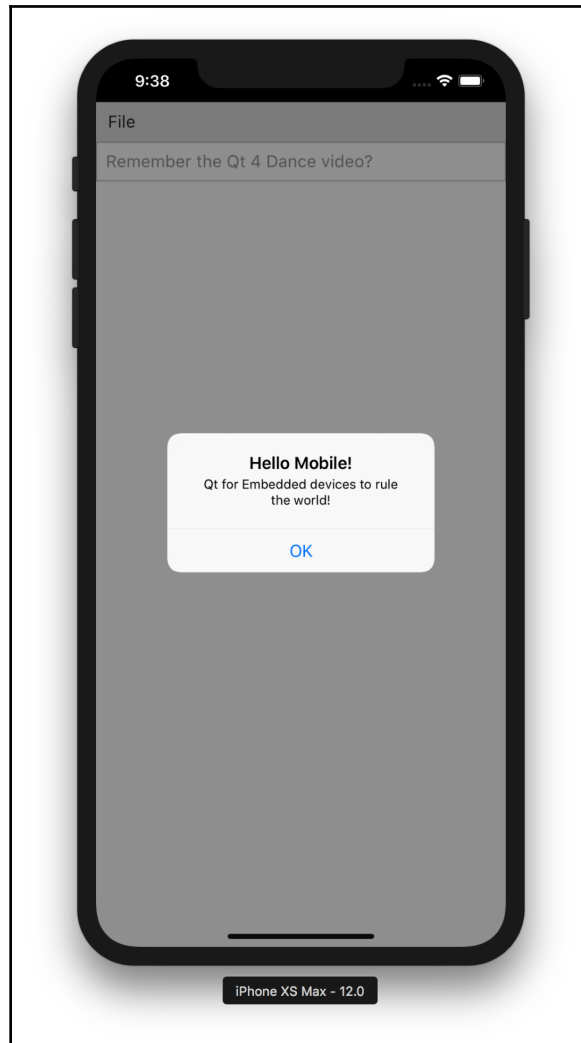 9:38
File
Remember the Qt 4 Dance video?
Hello Mobile!
Qt for Embedded devices to rule
the world!
OK
iPhone XS Max - 12.0